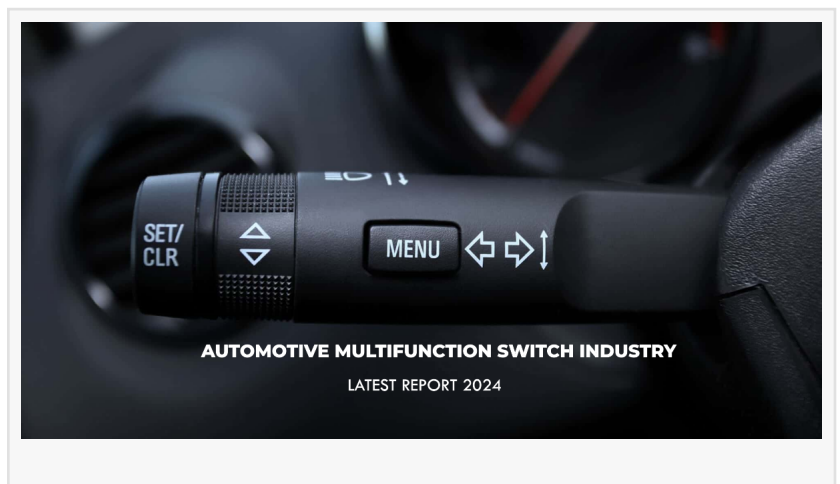 SET/
CLR
MENU
AUTOMOTIVE MULTIFUNCTION SWITCH INDUSTRY
LATEST REPORT 2024